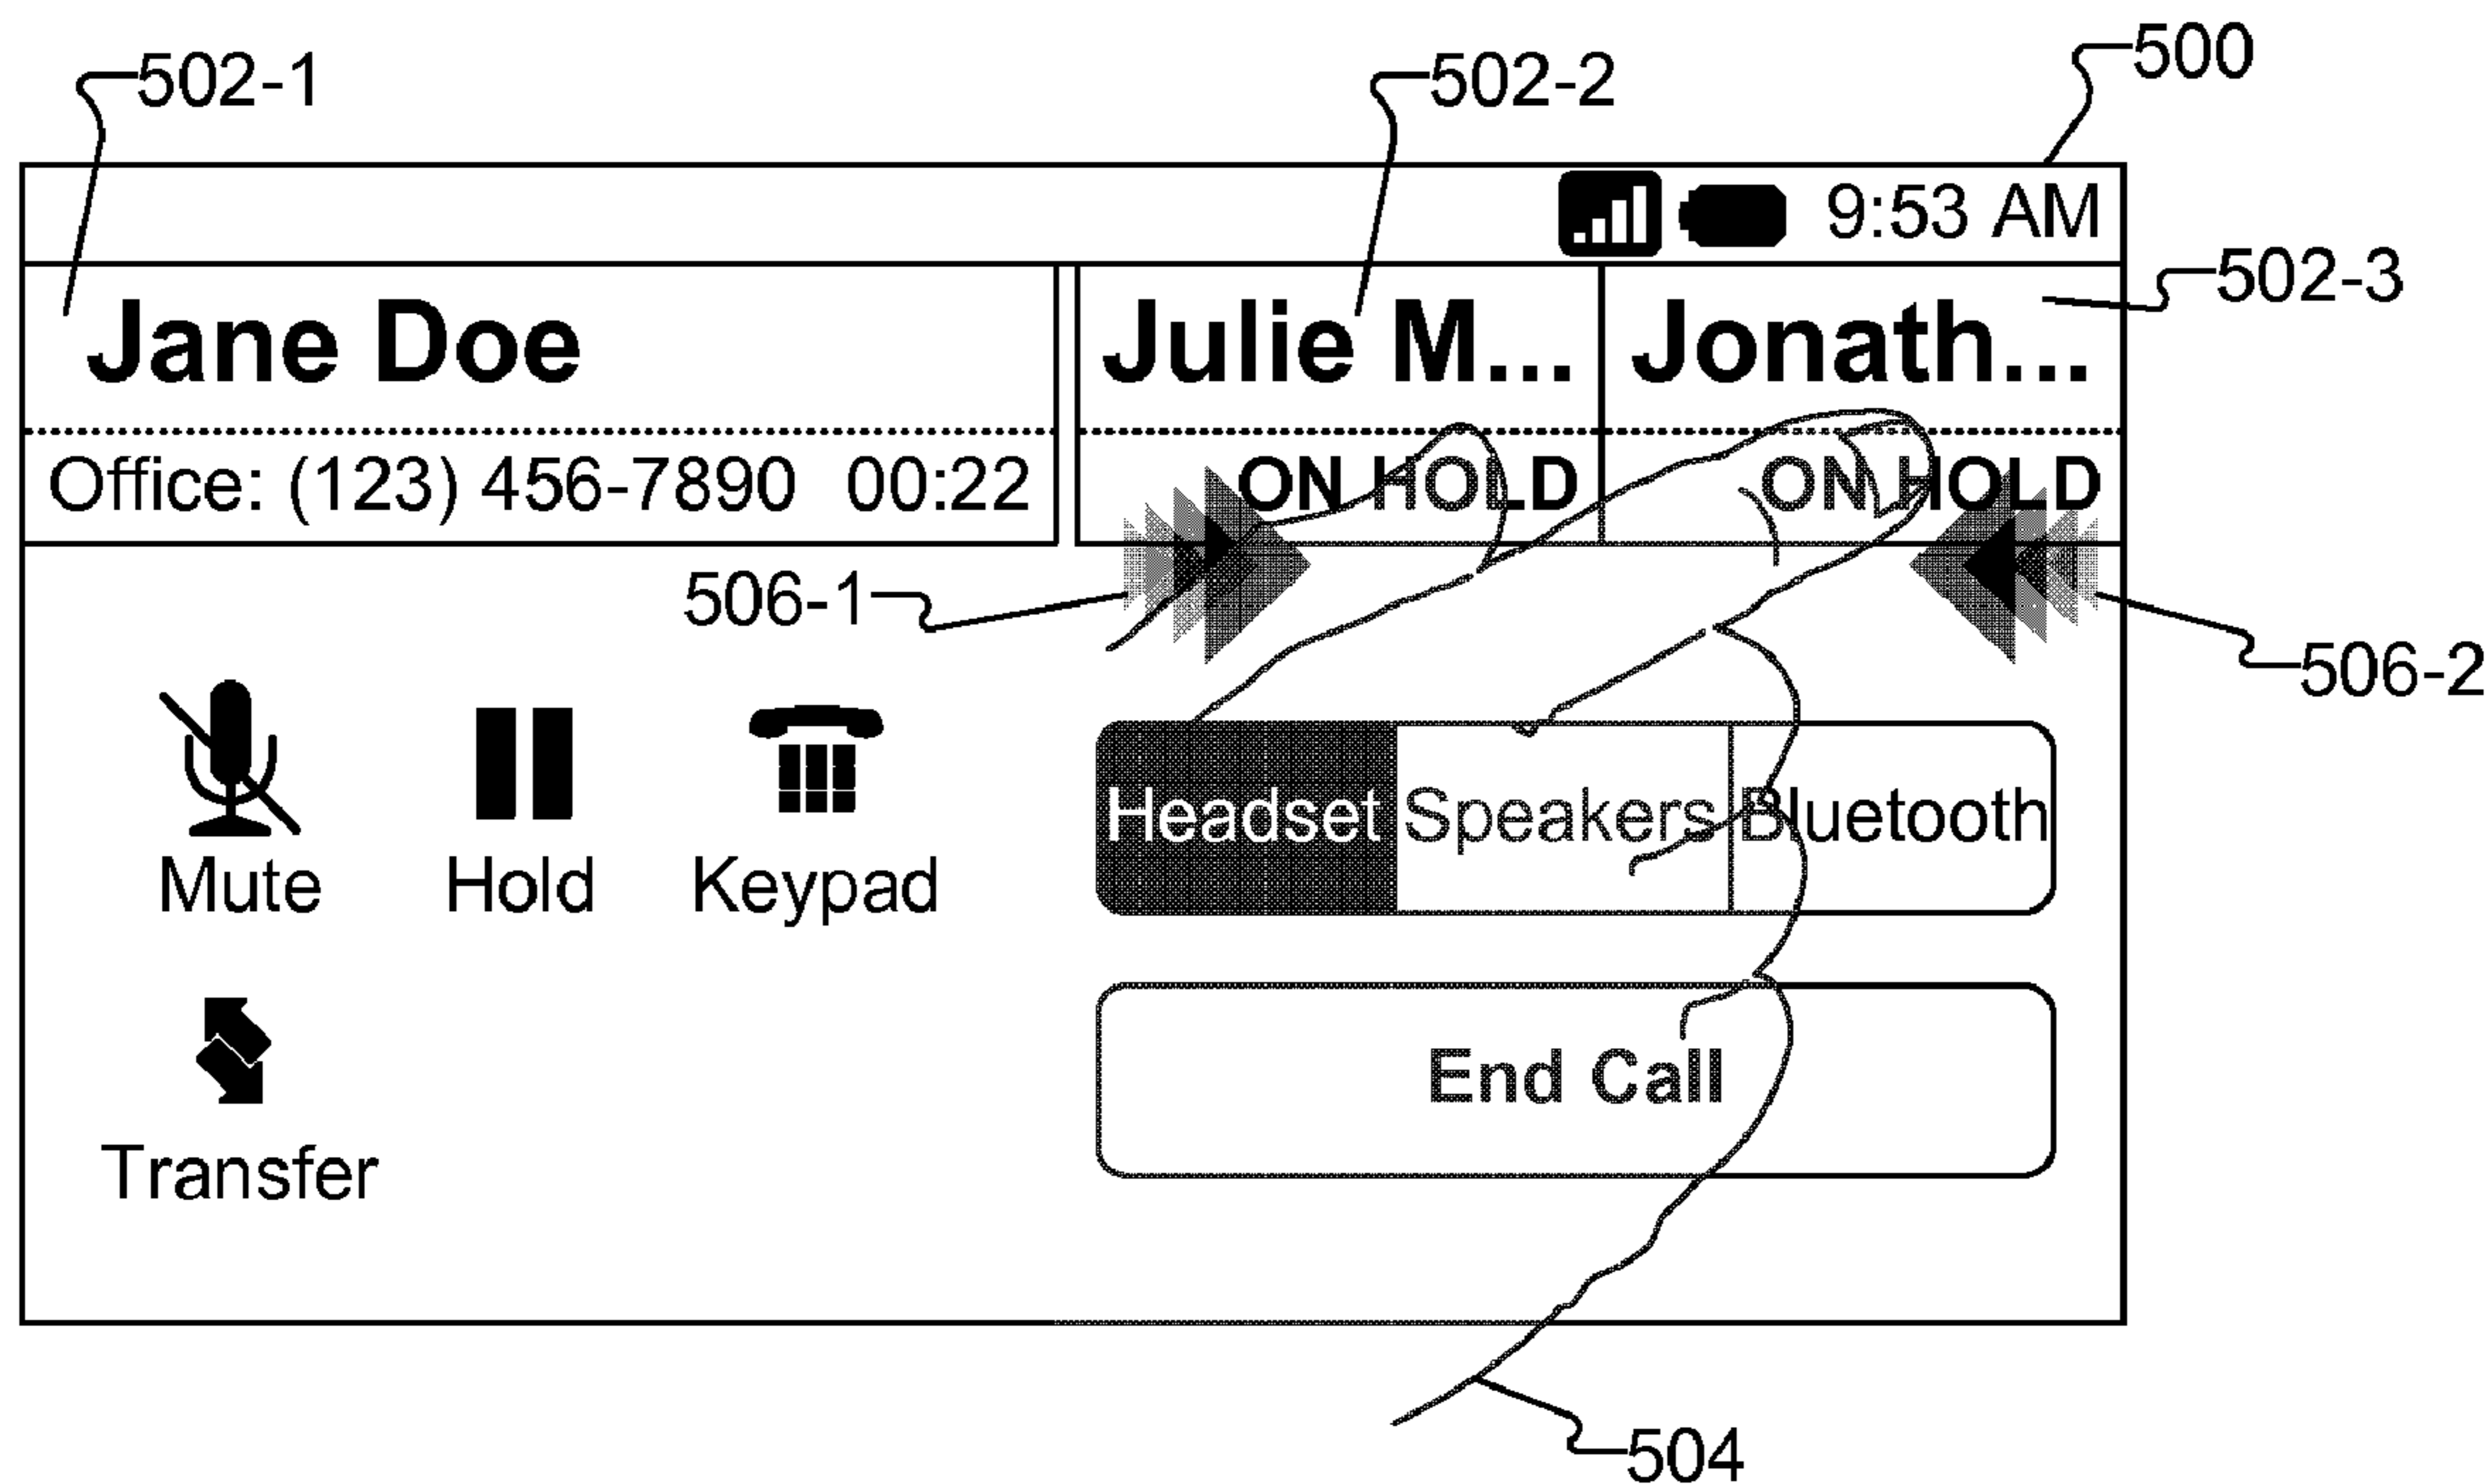 502-1
502-2
500
9:53 AM
502-3
Jane Doe
Julie M...
Jonath...
Office: (123) 456-7890 00:22
ON HOLD
ON HOLD
506-1
506-2
Mute
Hold
Keypad
Headset
Speakers
Bluetooth
End Call
Transfer
504